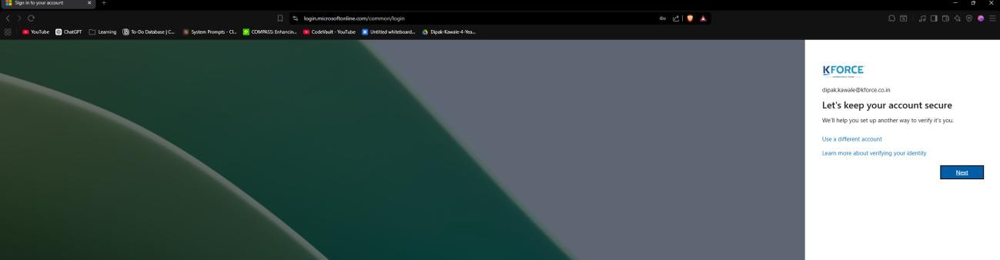 Sign in to your account
login.microsoftonline.com/common/login
YouTube
ChatGPT
Learning
To-Do Database | C...
System Prompts - Cl...
COMPASS: Enhancin...
CodeVault - YouTube
Untitled whiteboard...
Dipak-Kawale-4-Yea...
KFORCE
dipak.kawale@kforce.co.in
Let's keep your account secure
We'll help you set up another way to verify it's you.
Use a different account
Learn more about verifying your identity
Next